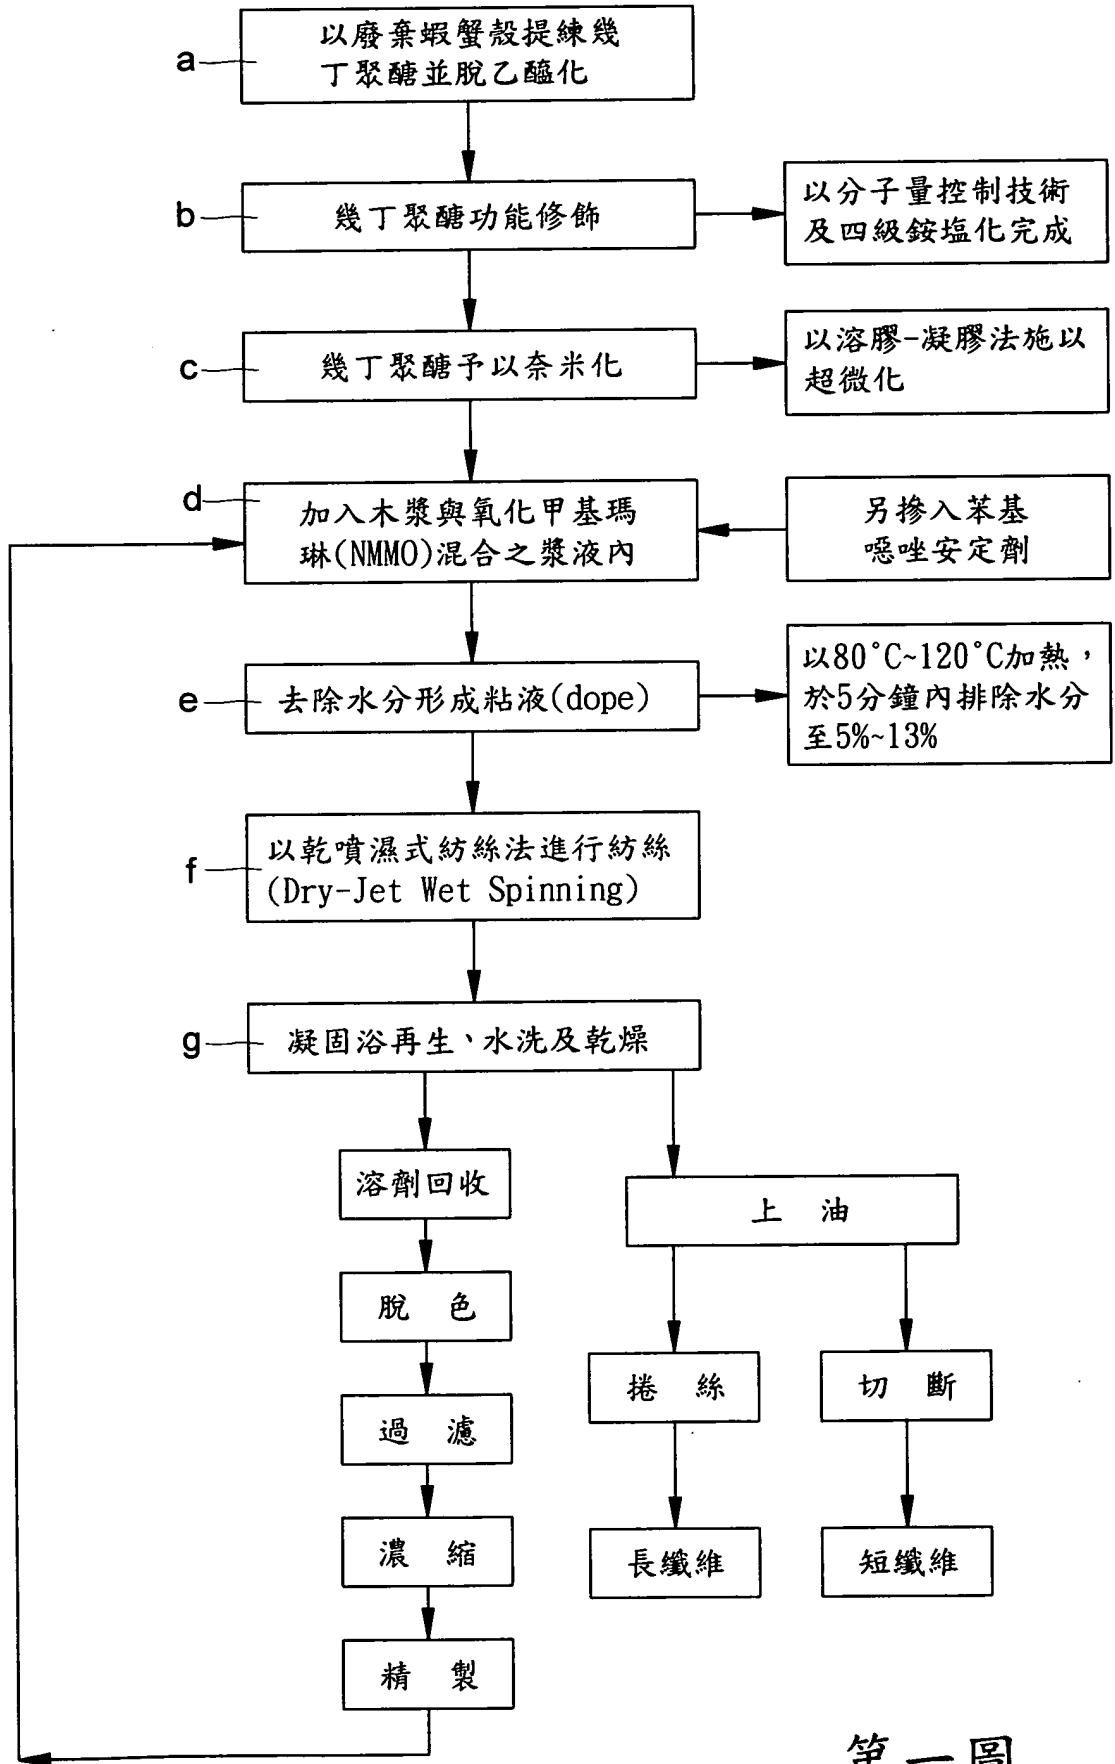 以廢棄蝦蟹殼提練幾
丁聚醣並脫乙醯化
a
幾丁聚醣功能修飾
b
以分子量控制技術
及四級銨塩化完成
幾丁聚醣予以奈米化
c
以溶膠-凝膠法施以
超微化
加入木漿與氧化甲基瑪
琳(NMMO)混合之漿液內
d
另摻入苯基
噁唑安定劑
去除水分形成粘液(dope)
e
以80°C~120°C加熱，
於5分鐘內排除水分
至5%~13%
以乾噴濕式紡絲法進行紡絲
(Dry-Jet Wet Spinning)
f
凝固浴再生、水洗及乾燥
g
溶劑回收
上 油
脫 色
捲 絲
切 斷
過 濾
濃 縮
長纖維
短纖維
精 製
第一圖